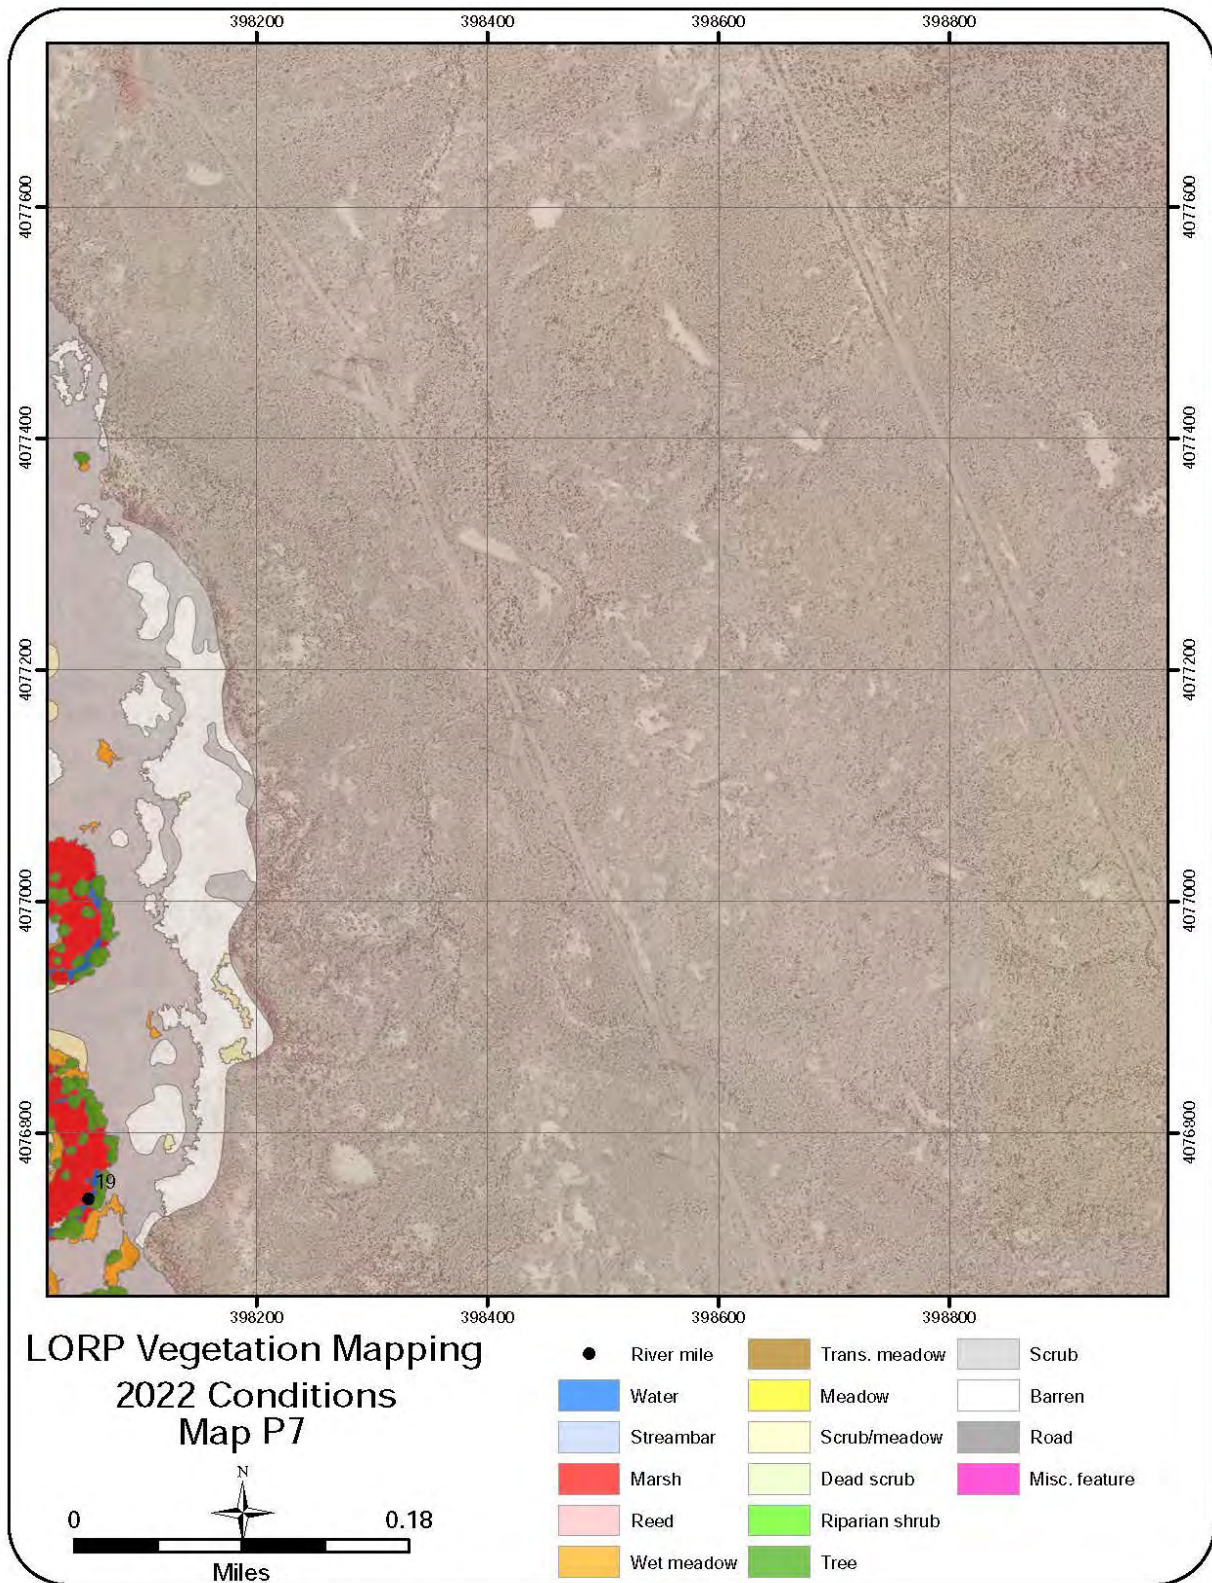 398200 398400 398600 398800
4077600 4077600
4077400 4077400
4077200 4077200
4077000 4077000
4076800 4076800
19
398200 398400 398600 398800
LORP Vegetation Mapping
2022 Conditions
Map P7
N
0 0.18
Miles
River mile
Water
Streambar
Marsh
Reed
Wet meadow
Trans. meadow
Meadow
Scrub/meadow
Dead scrub
Riparian shrub
Tree
Scrub
Barren
Road
Misc. feature